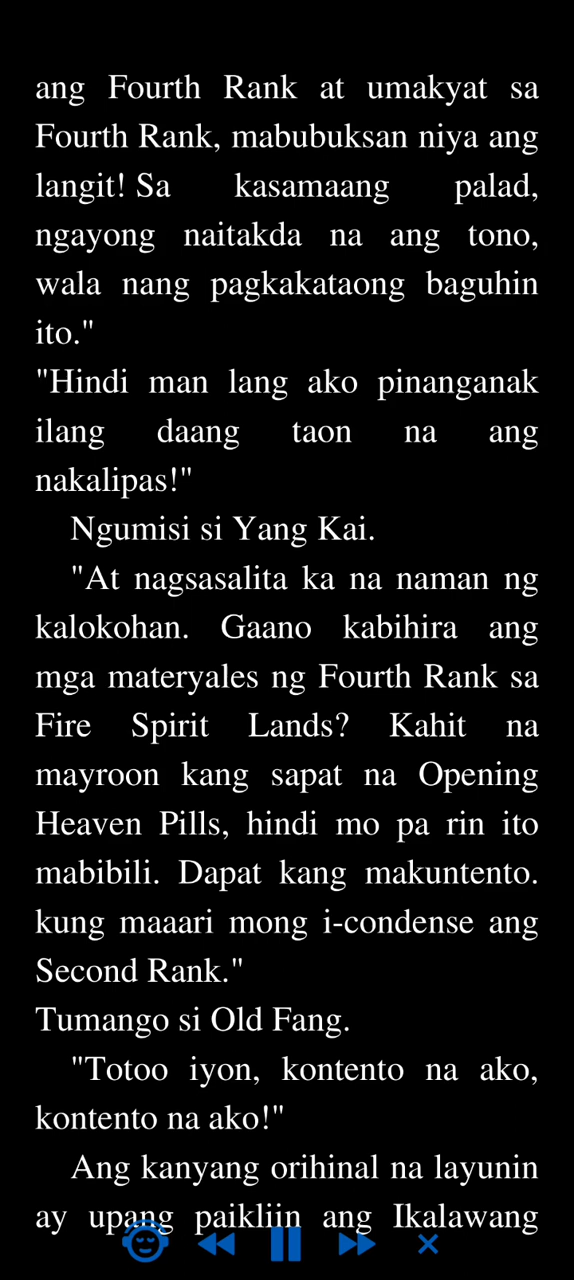 ang Fourth Rank at umakyat sa
Fourth Rank, mabubuksan niya ang
langit! Sa kasamaang palad,
ngayong naitakda na ang tono,
wala nang pagkakataong baguhin
ito."
"Hindi man lang ako pinanganak
ilang daang taon na ang
nakalipas!"
Ngumisi si Yang Kai.
"At nagsasalita ka na naman ng
kalokohan. Gaano kabihira ang
mga materyales ng Fourth Rank sa
Fire Spirit Lands? Kahit na
mayroon kang sapat na Opening
Heaven Pills, hindi mo pa rin ito
mabibili. Dapat kang makuntento.
kung maaari mong i-condense ang
Second Rank."
Tumango si Old Fang.
"Totoo iyon, kontento na ako,
kontento na ako!"
Ang kanyang orihinal na layunin
ay upang paikliin ang Ikalawang